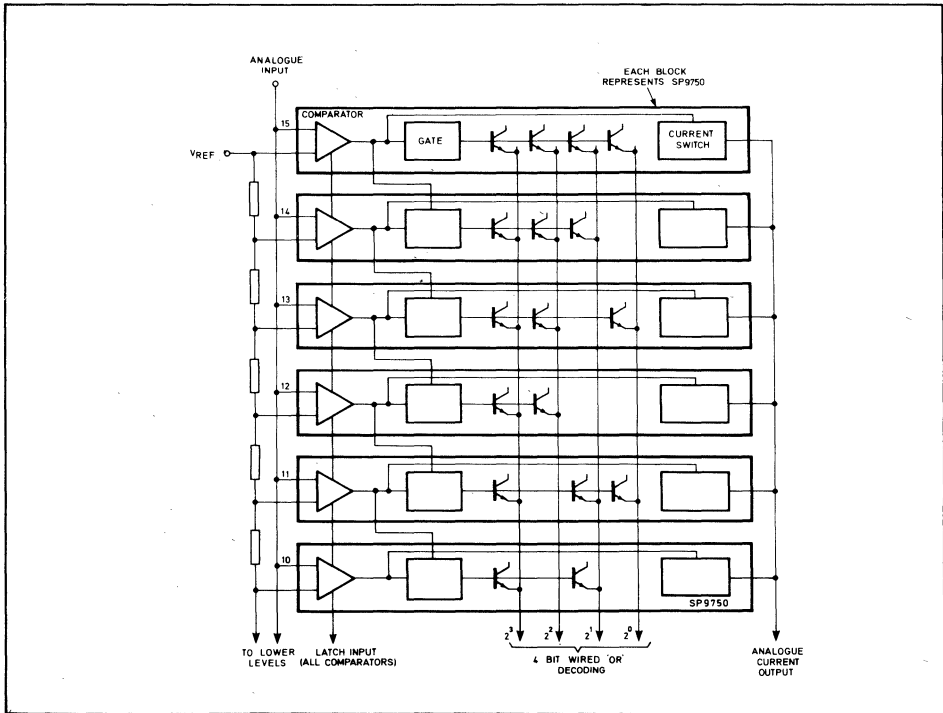 ANALOGUE
INPUT
EACH BLOCK
REPRESENTS SP9750
COMPARATOR
15
GATE
CURRENT
SWITCH
VREF
14
13
12
11
10
SP9750
2³ 2² 2¹ 2⁰
TO LOWER
LEVELS
LATCH INPUT
(ALL COMPARATORS)
4 BIT WIRED 'OR'
DECODING
ANALOGUE
CURRENT
OUTPUT